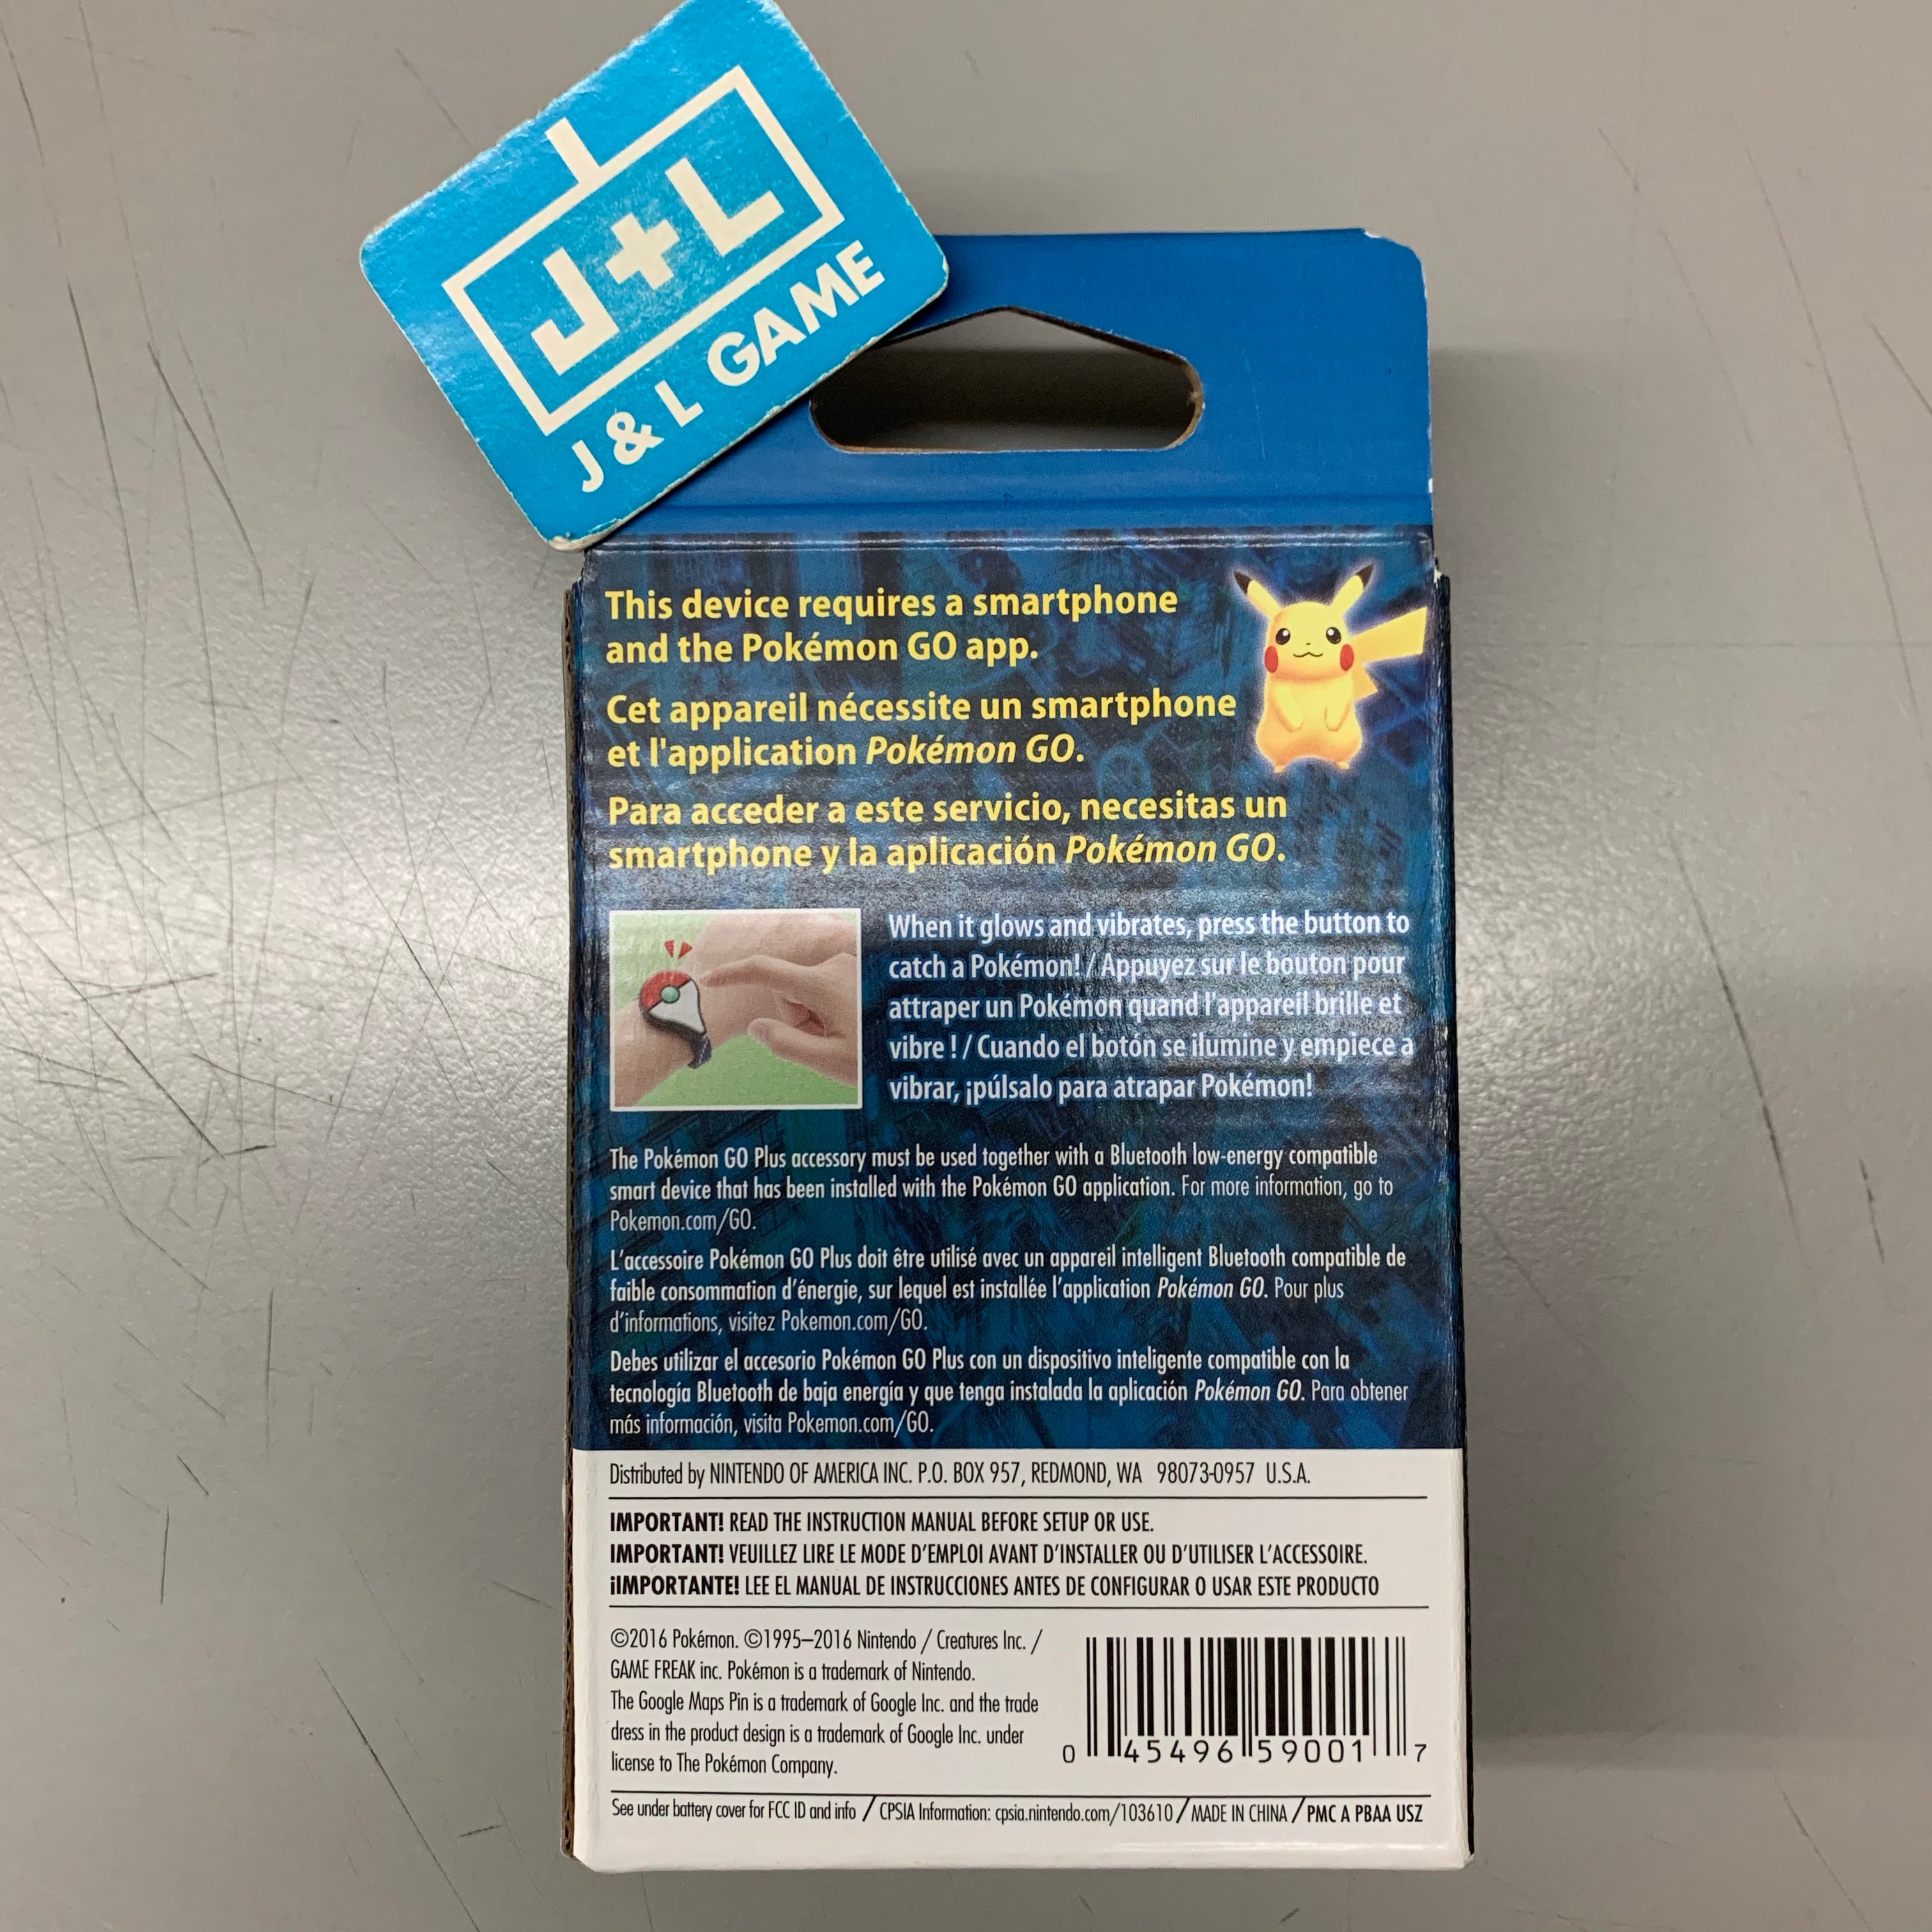 J+L
J & L GAME
This device requires a smartphone
and the Pokémon GO app.
Cet appareil nécessite un smartphone
et l'application Pokémon GO.
Para acceder a este servicio, necesitas un
smartphone y la aplicación Pokémon GO.
When it glows and vibrates, press the button to
catch a Pokémon! / Appuyez sur le bouton pour
attraper un Pokémon quand l'appareil brille et
vibre ! / Cuando el botón se ilumine y empiece a
vibrar, ¡púlsalo para atrapar Pokémon!
The Pokémon GO Plus accessory must be used together with a Bluetooth low-energy compatible
smart device that has been installed with the Pokémon GO application. For more information, go to
Pokemon.com/GO.
L'accessoire Pokémon GO Plus doit être utilisé avec un appareil intelligent Bluetooth compatible de
faible consommation d'énergie, sur lequel est installée l'application Pokémon GO. Pour plus
d'informations, visitez Pokemon.com/GO.
Debes utilizar el accesorio Pokémon GO Plus con un dispositivo inteligente compatible con la
tecnología Bluetooth de baja energía y que tenga instalada la aplicación Pokémon GO. Para obtener
más información, visita Pokemon.com/GO.
Distributed by NINTENDO OF AMERICA INC. P.O. BOX 957, REDMOND, WA 98073-0957 U.S.A.
IMPORTANT! READ THE INSTRUCTION MANUAL BEFORE SETUP OR USE.
IMPORTANT! VEUILLEZ LIRE LE MODE D'EMPLOI AVANT D'INSTALLER OU D'UTILISER L'ACCESSOIRE.
¡IMPORTANTE! LEE EL MANUAL DE INSTRUCCIONES ANTES DE CONFIGURAR O USAR ESTE PRODUCTO
©2016 Pokémon. ©1995–2016 Nintendo / Creatures Inc. /
GAME FREAK inc. Pokémon is a trademark of Nintendo.
The Google Maps Pin is a trademark of Google Inc. and the trade
dress in the product design is a trademark of Google Inc. under
license to The Pokémon Company.
0 45496 59001 7
See under battery cover for FCC ID and info / CPSIA Information: cpsia.nintendo.com/103610 / MADE IN CHINA / PMC A PBAA USZ